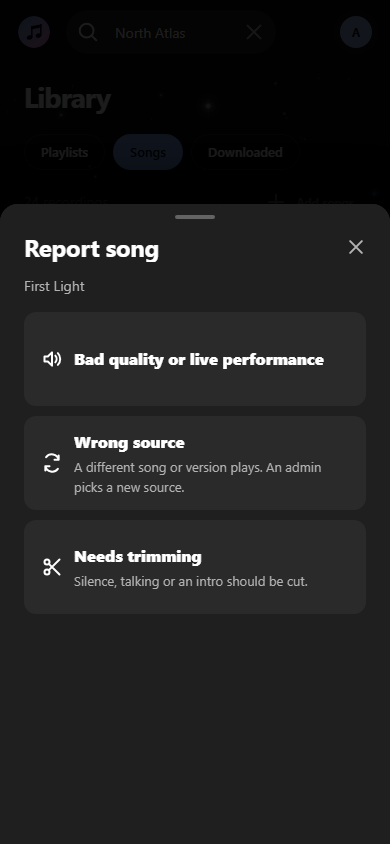 North Atlas
A
Library
Playlists
Songs
Downloaded
Report song
First Light
Bad quality or live performance
Wrong source
A different song or version plays. An admin
picks a new source.
Needs trimming
Silence, talking or an intro should be cut.